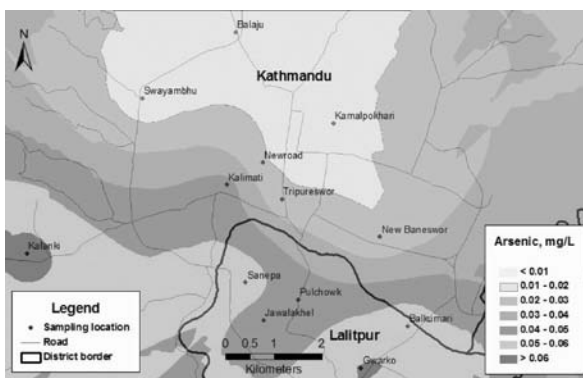 Balaju
N
Kathmandu
Swayambhu
Kamalpokhari
Newroad
Kalimati
Tripureswor
New Baneswor
Kalanki
Sanepa
Pulchowk
Jawalakhel
Balkumari
Lalitpur
Gwarko
Legend
Sampling location
Road
District border
0 0.5 1 2
Kilometers
Arsenic, mg/L
< 0.01
0.01 - 0.02
0.02 - 0.03
0.03 - 0.04
0.04 - 0.05
0.05 - 0.06
> 0.06